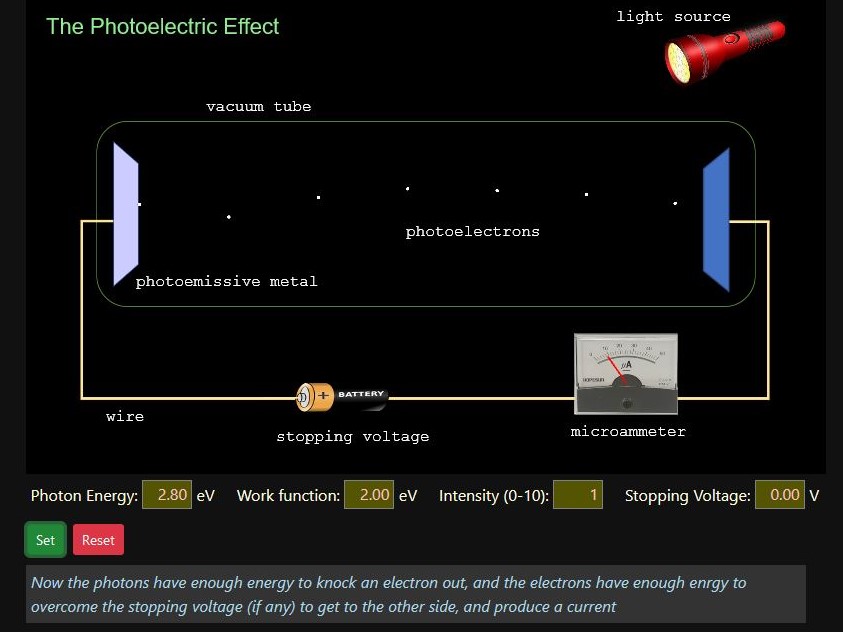 The Photoelectric Effect
light source
vacuum tube
photoelectrons
photoemissive metal
D + BATTERY
µA
wire
stopping voltage
microammeter
Photon Energy: 2.80 eV Work function: 2.00 eV Intensity (0-10): 1 Stopping Voltage: 0.00 V
Set Reset
Now the photons have enough energy to knock an electron out, and the electrons have enough enrgy to
overcome the stopping voltage (if any) to get to the other side, and produce a current